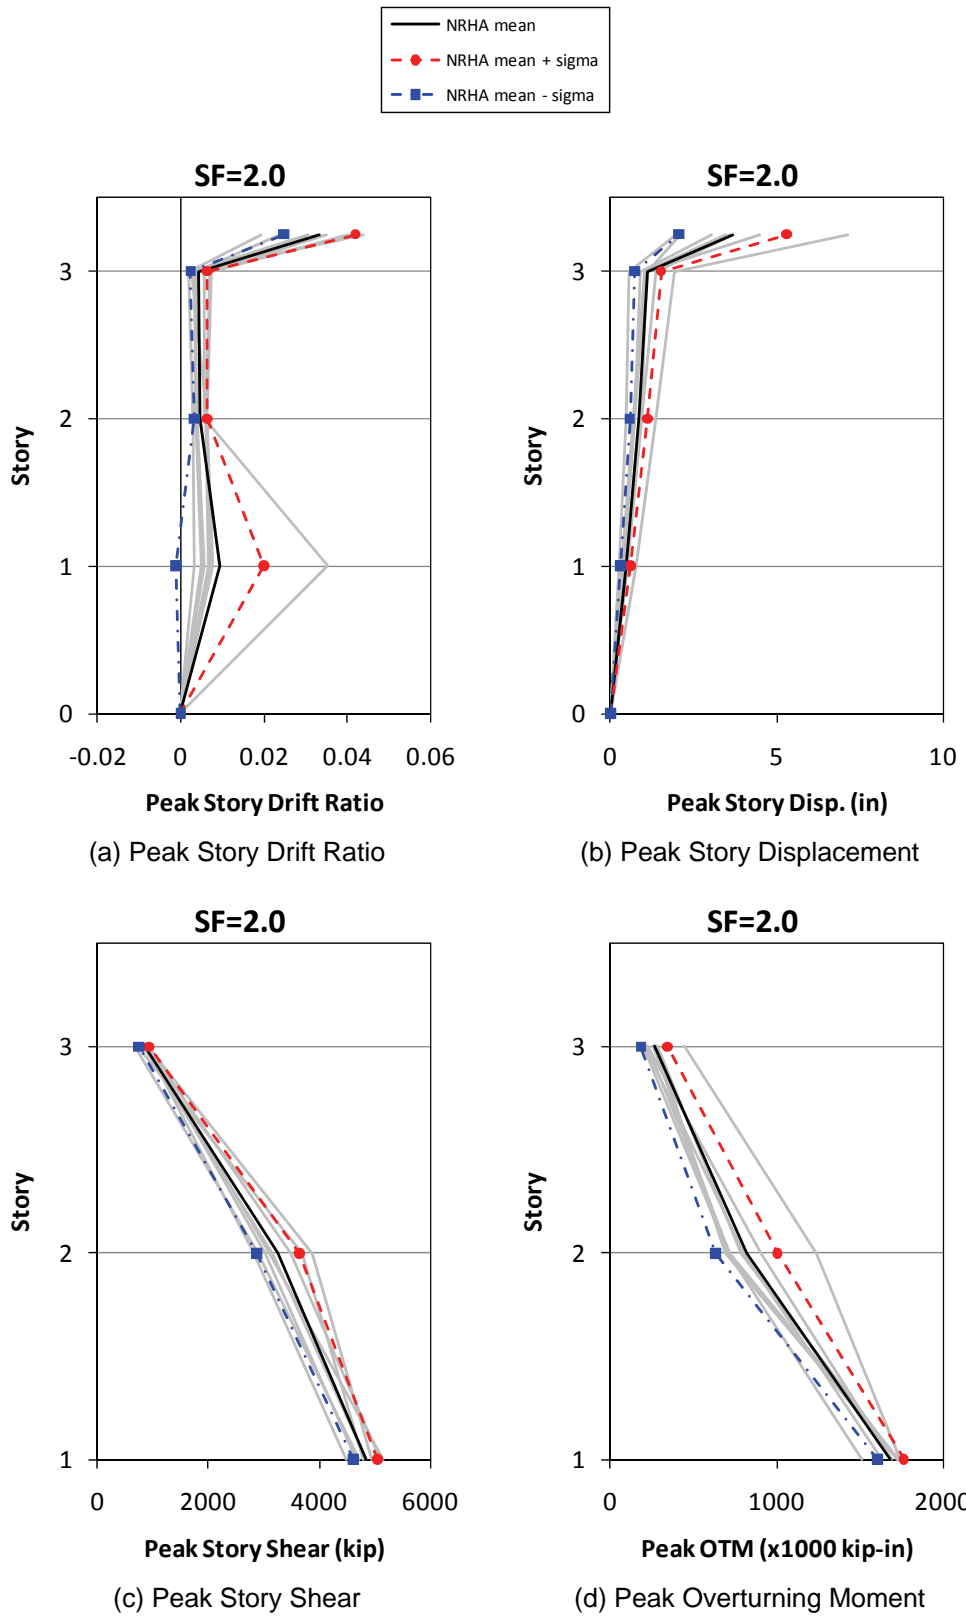 NRHA mean
NRHA mean + sigma
NRHA mean - sigma
SF=2.0
3
2
1
0
Story
-0.02 0 0.02 0.04 0.06
Peak Story Drift Ratio
(a) Peak Story Drift Ratio
SF=2.0
3
2
1
0
Story
0 5 10
Peak Story Disp. (in)
(b) Peak Story Displacement
SF=2.0
3
2
1
Story
0 2000 4000 6000
Peak Story Shear (kip)
(c) Peak Story Shear
SF=2.0
3
2
1
Story
0 1000 2000
Peak OTM (x1000 kip-in)
(d) Peak Overturning Moment